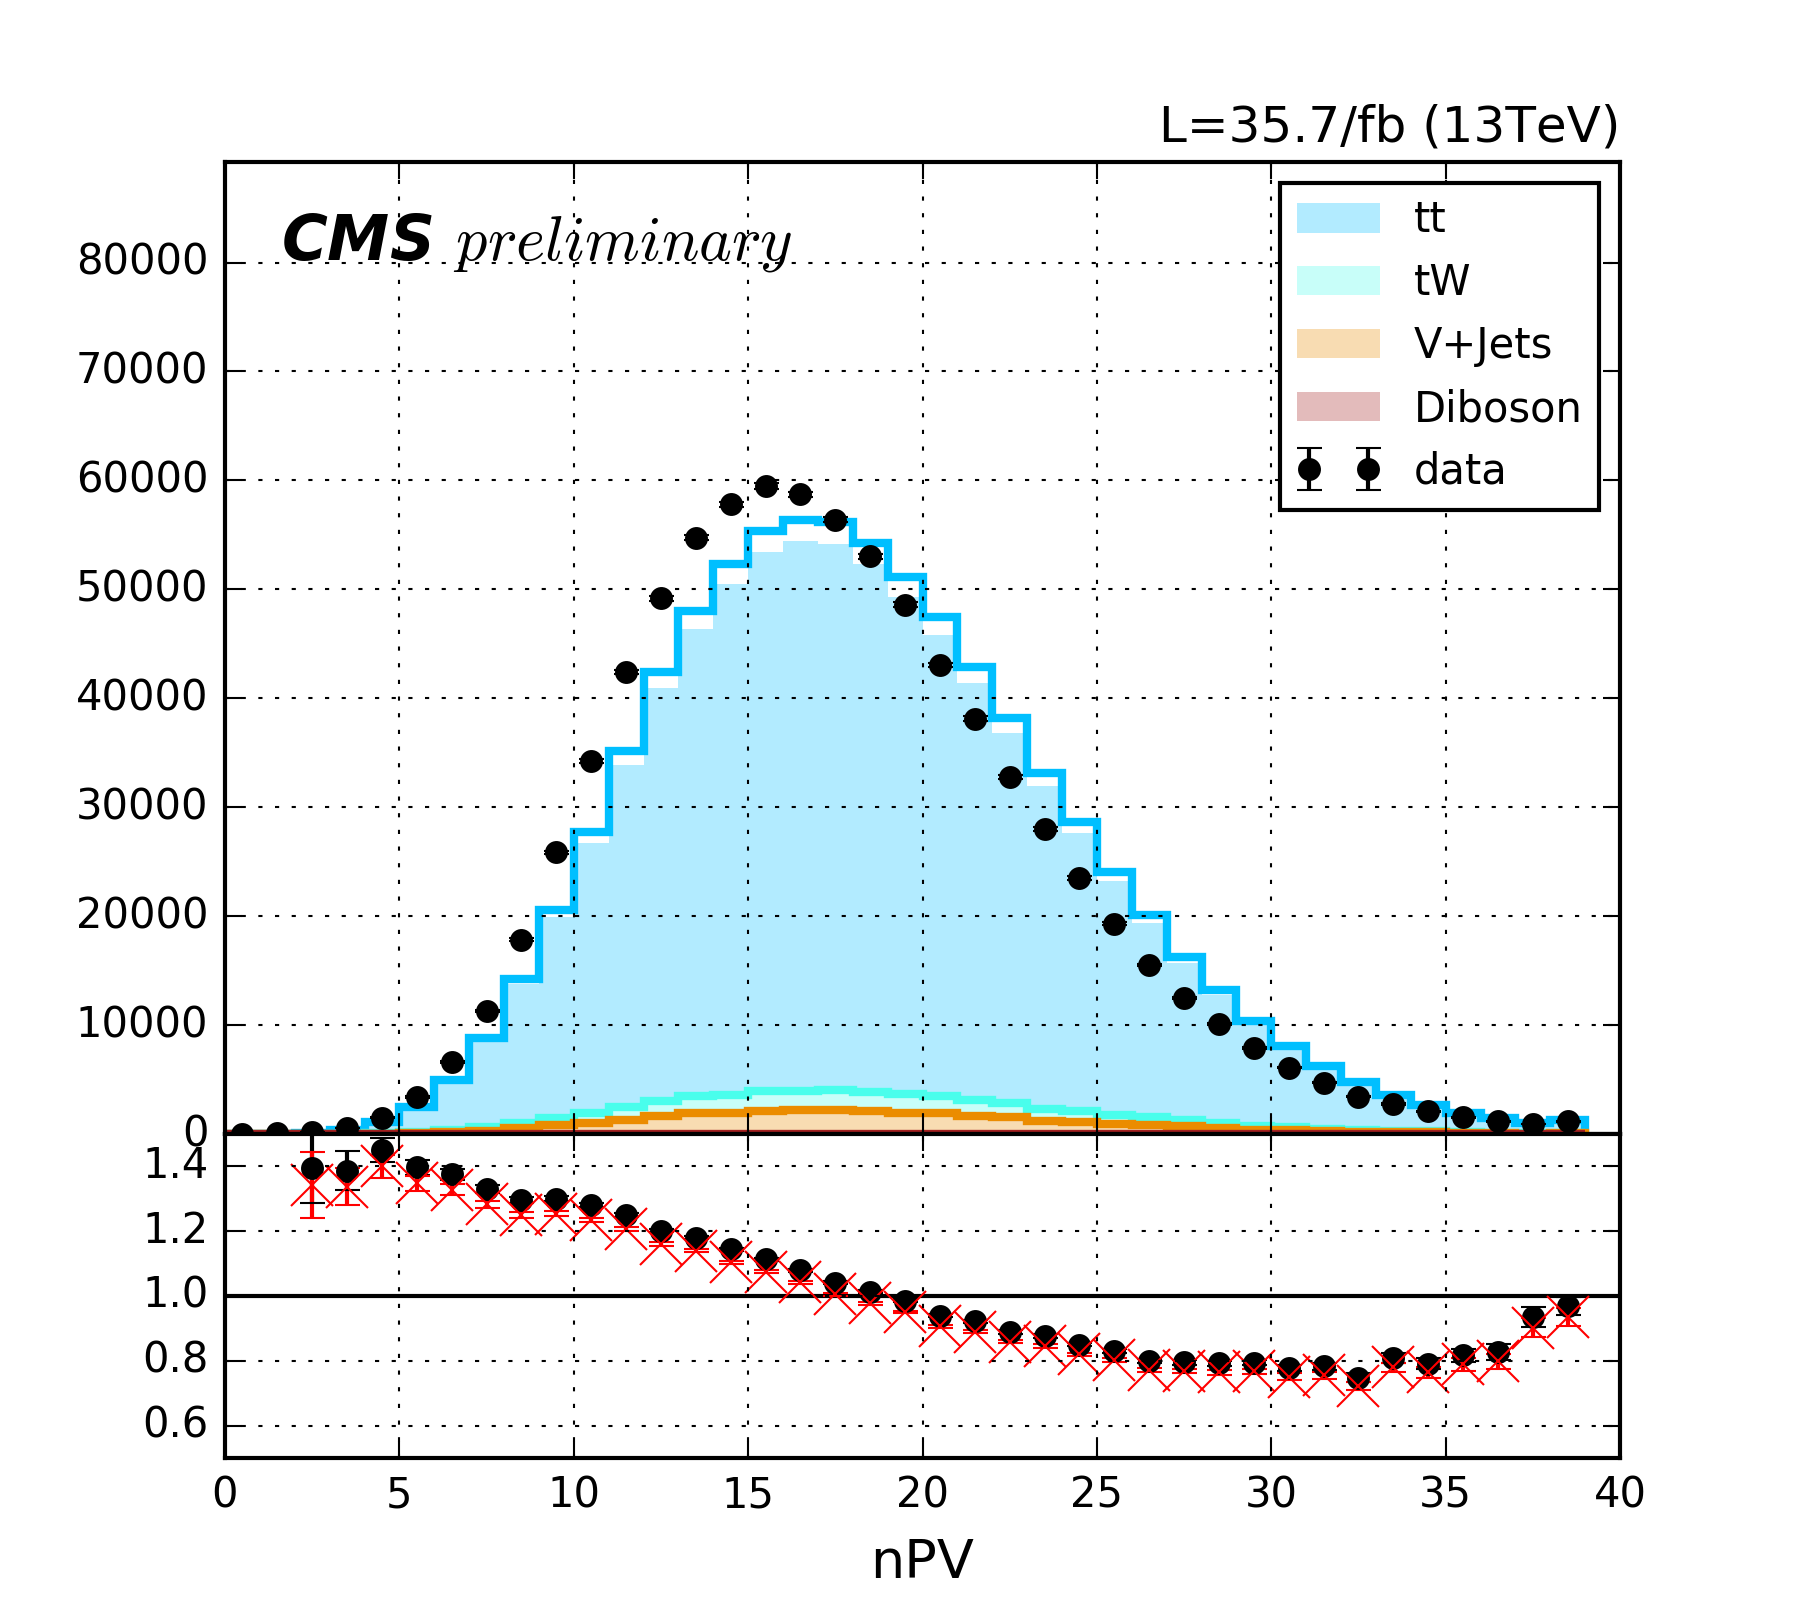 L=35.7/fb (13TeV)
CMS preliminary
tt
tW
V+Jets
Diboson
data
80000
70000
60000
50000
40000
30000
20000
10000
0
1.4
1.2
1.0
0.8
0.6
0 5 10 15 20 25 30 35 40
nPV